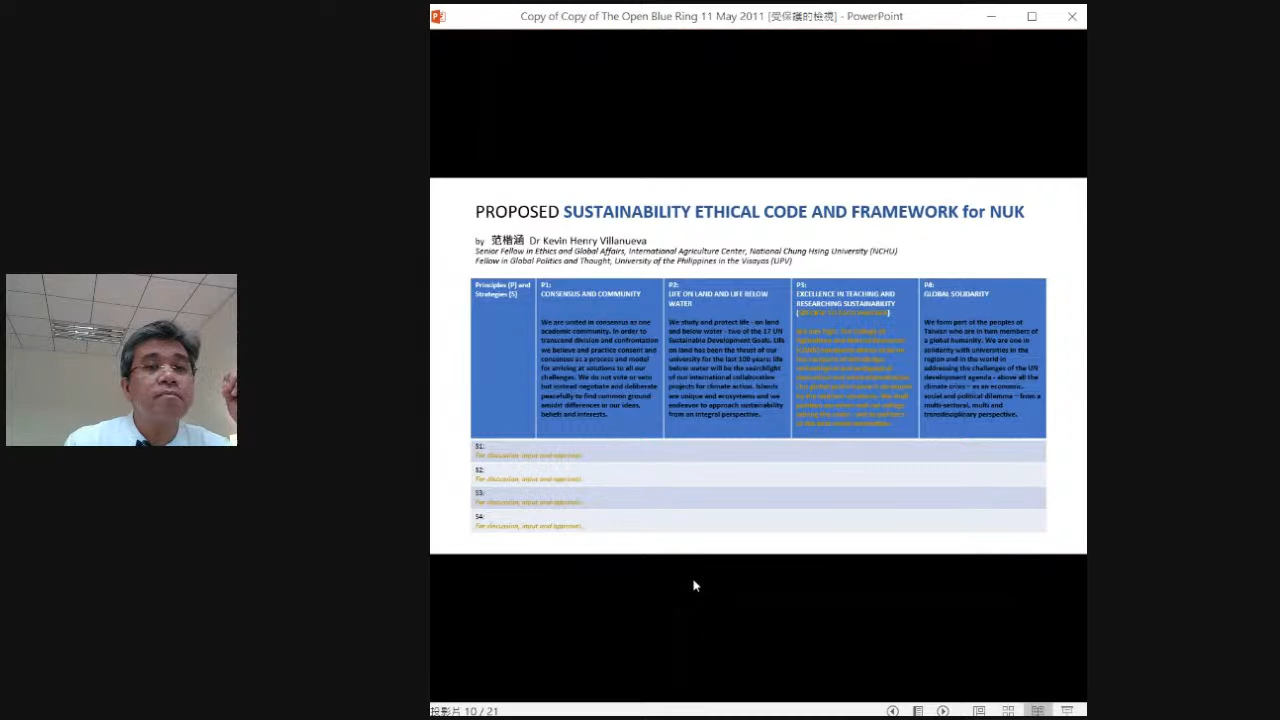 Copy of Copy of The Open Blue Ring 11 May 2011 [受保護的檢視] - PowerPoint
PROPOSED SUSTAINABILITY ETHICAL CODE AND FRAMEWORK for NUK
by 范楷涵 Dr Kevin Henry Villanueva
Senior Fellow in Ethics and Global Affairs, International Agriculture Center, National Chung Hsing University (NCHU)
Fellow in Global Politics and Thought, University of the Philippines in the Visayas (UPV)
Principles (P) and
Strategies (S)
P1:
CONSENSUS AND COMMUNITY
We are united in consensus as one
academic community. In order to
transcend division and confrontation
we believe and practice consent and
consensus as a process and model
for arriving at solutions to all our
challenges. We do not vote or veto
but instead negotiate and deliberate
peacefully to find common ground
amidst differences in our ideas,
beliefs and interests.
P2:
LIFE ON LAND AND LIFE BELOW
WATER
We study and protect life - on land
and below water - two of the 17 UN
Sustainable Development Goals. Life
on land has been the thrust of our
university for the last 100 years; life
below water will be the searchlight
of our international collaborative
projects for climate action. Islands
are unique and ecosystems and we
endeavor to approach sustainability
from an integral perspective.
P3:
EXCELLENCE IN TEACHING AND
RESEARCHING SUSTAINABILITY
P4:
GLOBAL SOLIDARITY
We form part of the peoples of
Taiwan who are in turn members of
a global humanity. We are one in
solidarity with universities in the
region and in the world in
addressing the challenges of the UN
development agenda - above all the
climate crisis – as an economic,
social and political dilemma – from a
multi-sectoral, multi and
transdisciplinary perspective.
S1:
For discussion, input and approval.
S2:
For discussion, input and approval.
S3:
For discussion, input and approval.
S4:
For discussion, input and approval.
投影片 10 / 21